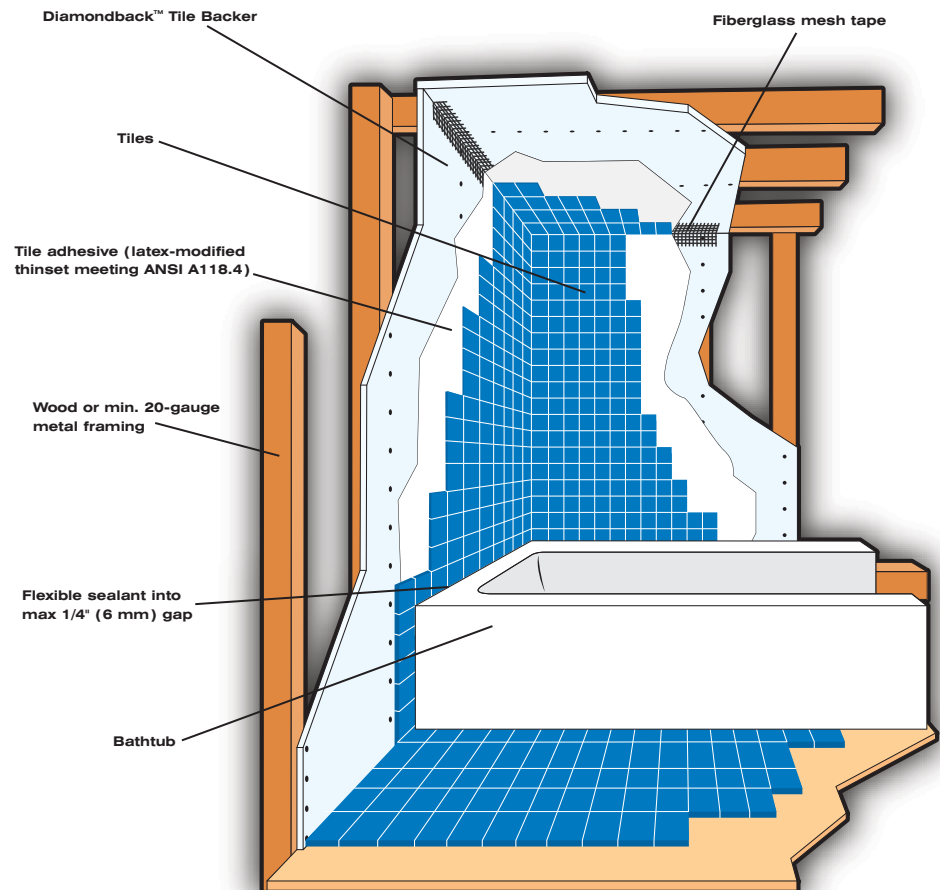 Diamondback™ Tile Backer
Fiberglass mesh tape
Tiles
Tile adhesive (latex-modified
thinset meeting ANSI A118.4)
Wood or min. 20-gauge
metal framing
Flexible sealant into
max 1/4" (6 mm) gap
Bathtub